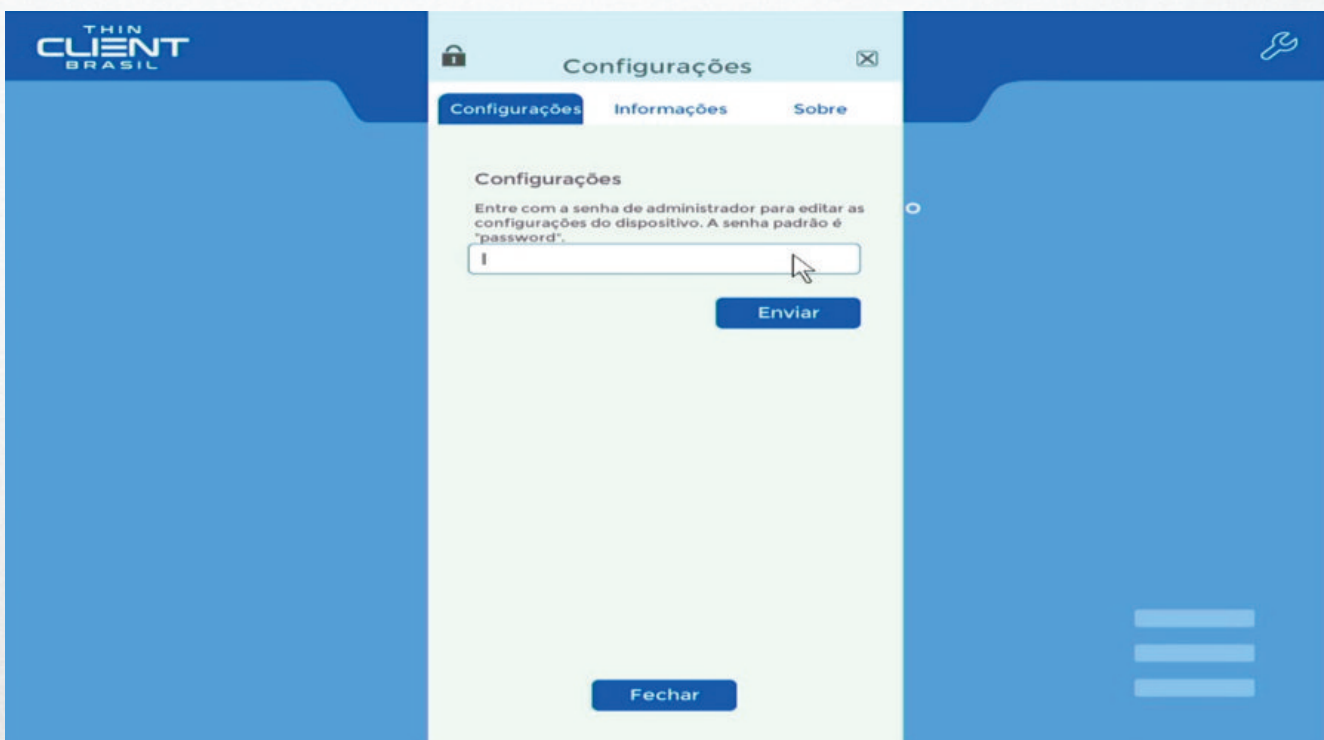 THIN
CLIENT
BRASIL
Configurações
Configurações Informações Sobre
Configurações
Entre com a senha de administrador para editar as
configurações do dispositivo. A senha padrão é
"password".
o
Enviar
Fechar